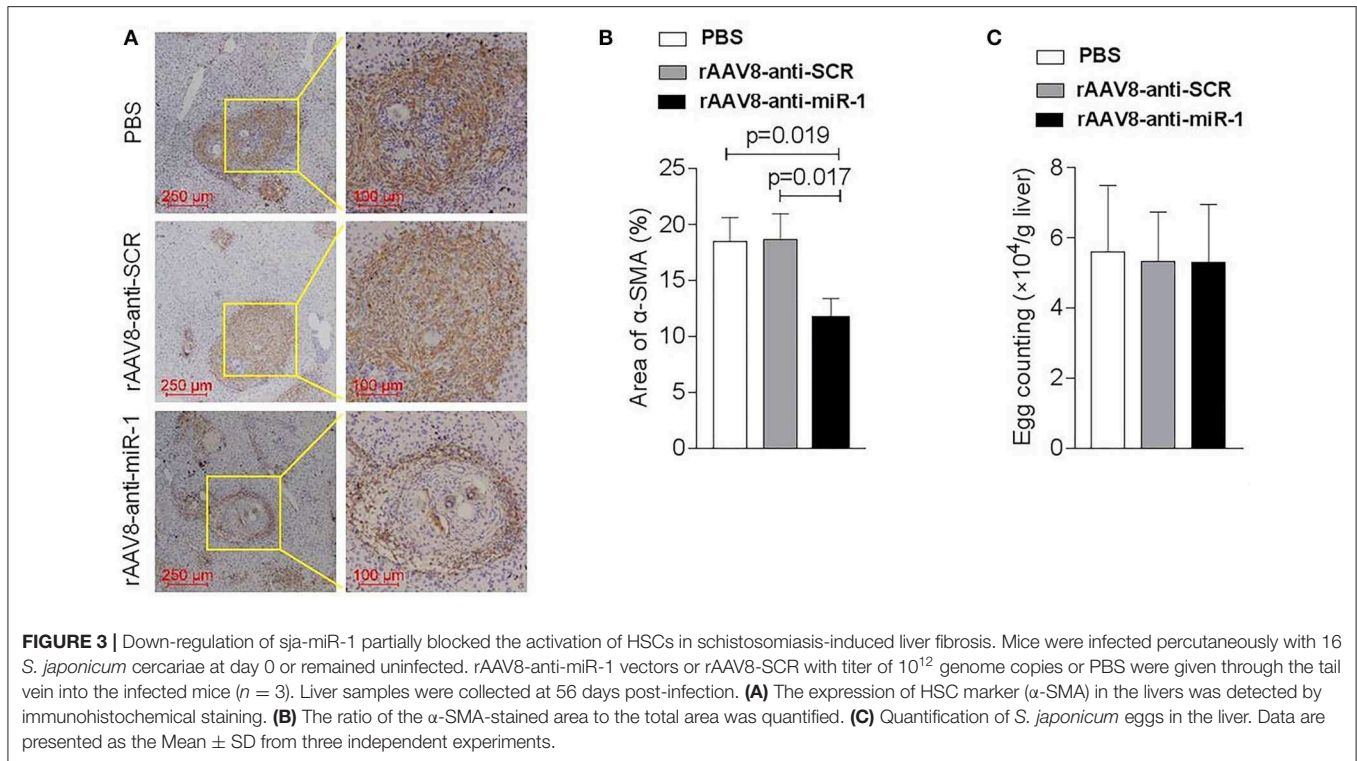 A
PBS
250 µm
100 µm
rAAV8-anti-SCR
250 µm
100 µm
rAAV8-anti-miR-1
250 µm
100 µm
B
PBS
rAAV8-anti-SCR
rAAV8-anti-miR-1
p=0.019
p=0.017
Area of α-SMA (%)
25
20
15
10
5
0
C
PBS
rAAV8-anti-SCR
rAAV8-anti-miR-1
Egg counting (×10⁴/g liver)
8
6
4
2
0
FIGURE 3 | Down-regulation of sja-miR-1 partially blocked the activation of HSCs in schistosomiasis-induced liver fibrosis. Mice were infected percutaneously with 16
S. japonicum cercariae at day 0 or remained uninfected. rAAV8-anti-miR-1 vectors or rAAV8-SCR with titer of 10¹² genome copies or PBS were given through the tail
vein into the infected mice (n = 3). Liver samples were collected at 56 days post-infection. (A) The expression of HSC marker (α-SMA) in the livers was detected by
immunohistochemical staining. (B) The ratio of the α-SMA-stained area to the total area was quantified. (C) Quantification of S. japonicum eggs in the liver. Data are
presented as the Mean ± SD from three independent experiments.